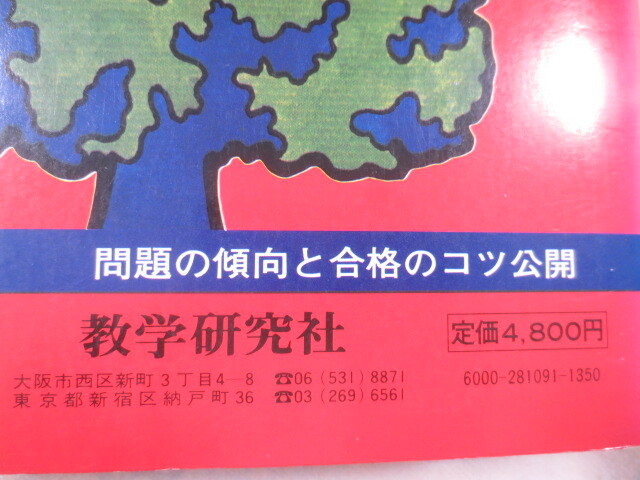 問題の傾向と合格のコツ公開
教学研究社
定価4,800円
大阪市西区新町3丁目4-8 ☎06(531)8871
6000-281091-1350
東京都新宿区納戸町36 ☎03(269)6561